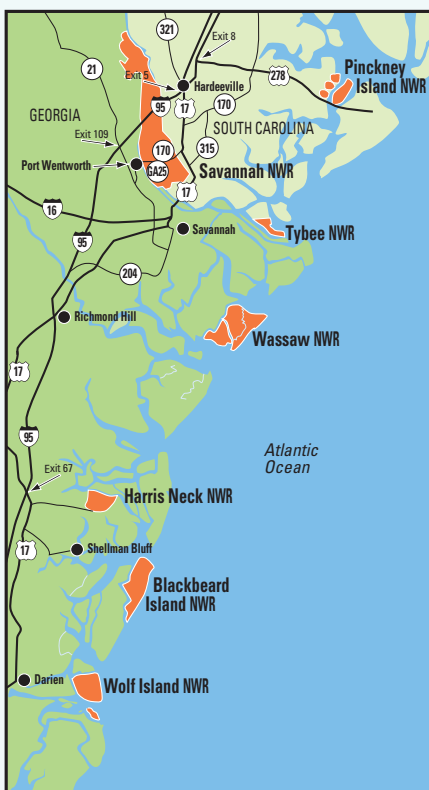 321
Exit 8
21
Exit 5
Hardeeville
278
Pinckney
Island NWR
95
17
170
GEORGIA
SOUTH CAROLINA
Exit 109
170
315
Port Wentworth
GA25
Savannah NWR
17
16
Savannah
Tybee NWR
95
204
Richmond Hill
Wassaw NWR
17
95
Atlantic
Ocean
Exit 67
Harris Neck NWR
17
Shellman Bluff
Blackbeard
Island NWR
Darien
Wolf Island NWR